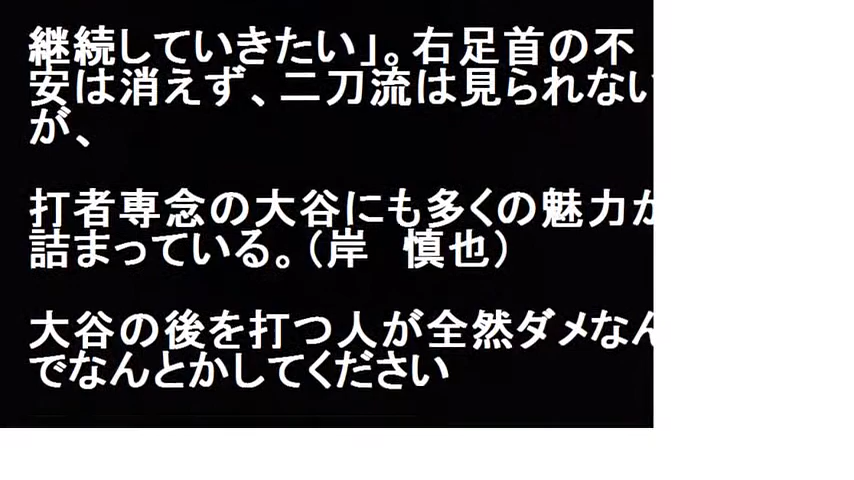 継続していきたい」。右足首の不
安は消えず、二刀流は見られない
が、
打者専念の大谷にも多くの魅力が
詰まっている。(岸　慎也)
大谷の後を打つ人が全然ダメなん
でなんとかしてください